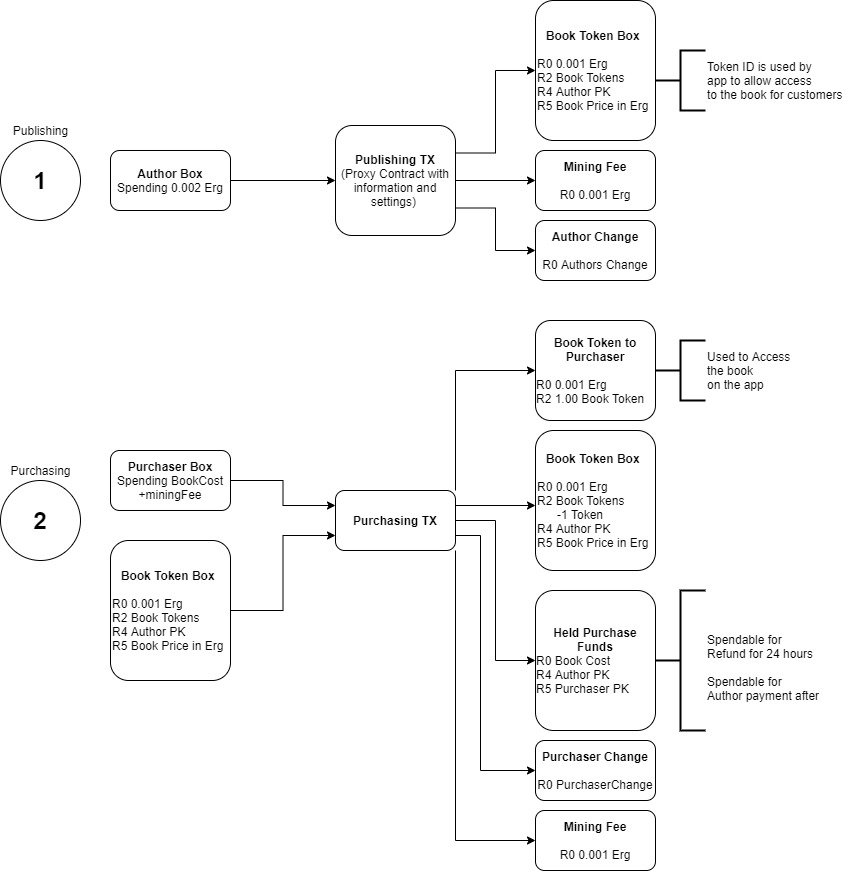 Publishing
1
Author Box
Spending 0.002 Erg
Publishing TX
(Proxy Contract with
information and
settings)
Book Token Box
R0 0.001 Erg
R2 Book Tokens
R4 Author PK
R5 Book Price in Erg
Token ID is used by
app to allow access
to the book for customers
Mining Fee
R0 0.001 Erg
Author Change
R0 Authors Change
Purchasing
2
Purchaser Box
Spending BookCost
+miningFee
Book Token Box
R0 0.001 Erg
R2 Book Tokens
R4 Author PK
R5 Book Price in Erg
Purchasing TX
Book Token to
Purchaser
R0 0.001 Erg
R2 1.00 Book Token
Used to Access
the book
on the app
Book Token Box
R0 0.001 Erg
R2 Book Tokens
-1 Token
R4 Author PK
R5 Book Price in Erg
Held Purchase
Funds
R0 Book Cost
R4 Author PK
R5 Purchaser PK
Spendable for
Refund for 24 hours
Spendable for
Author payment after
Purchaser Change
R0 PurchaserChange
Mining Fee
R0 0.001 Erg